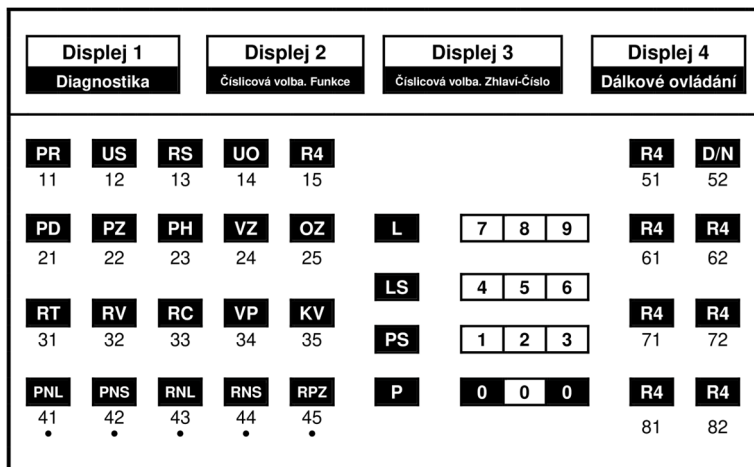 Displej 1 Displej 2 Displej 3 Displej 4
Diagnostika Číslicová volba. Funkce Číslicová volba. Zhlaví-Číslo Dálkové ovládání
PR US RS UO R4 R4 D/N
11 12 13 14 15 51 52
PD PZ PH VZ OZ L 7 8 9 R4 R4
21 22 23 24 25 61 62
LS 4 5 6
RT RV RC VP KV R4 R4
31 32 33 34 35 PS 1 2 3 71 72
PNL PNS RNL RNS RPZ P 0 0 0 R4 R4
41 42 43 44 45 81 82